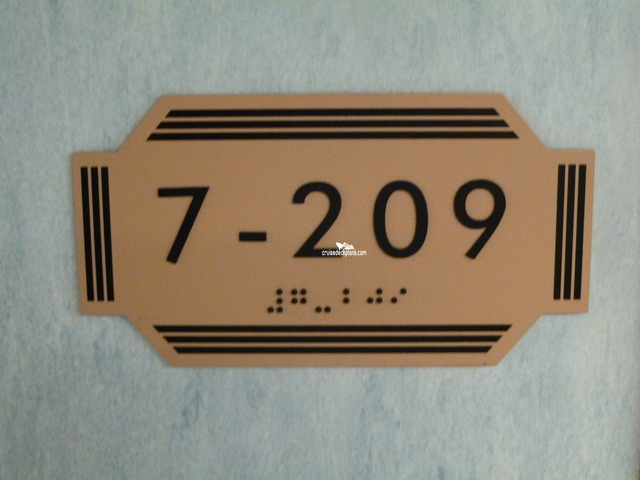 7-209
cruisedeckplans.com
⠼⠛⠤⠃⠚⠊